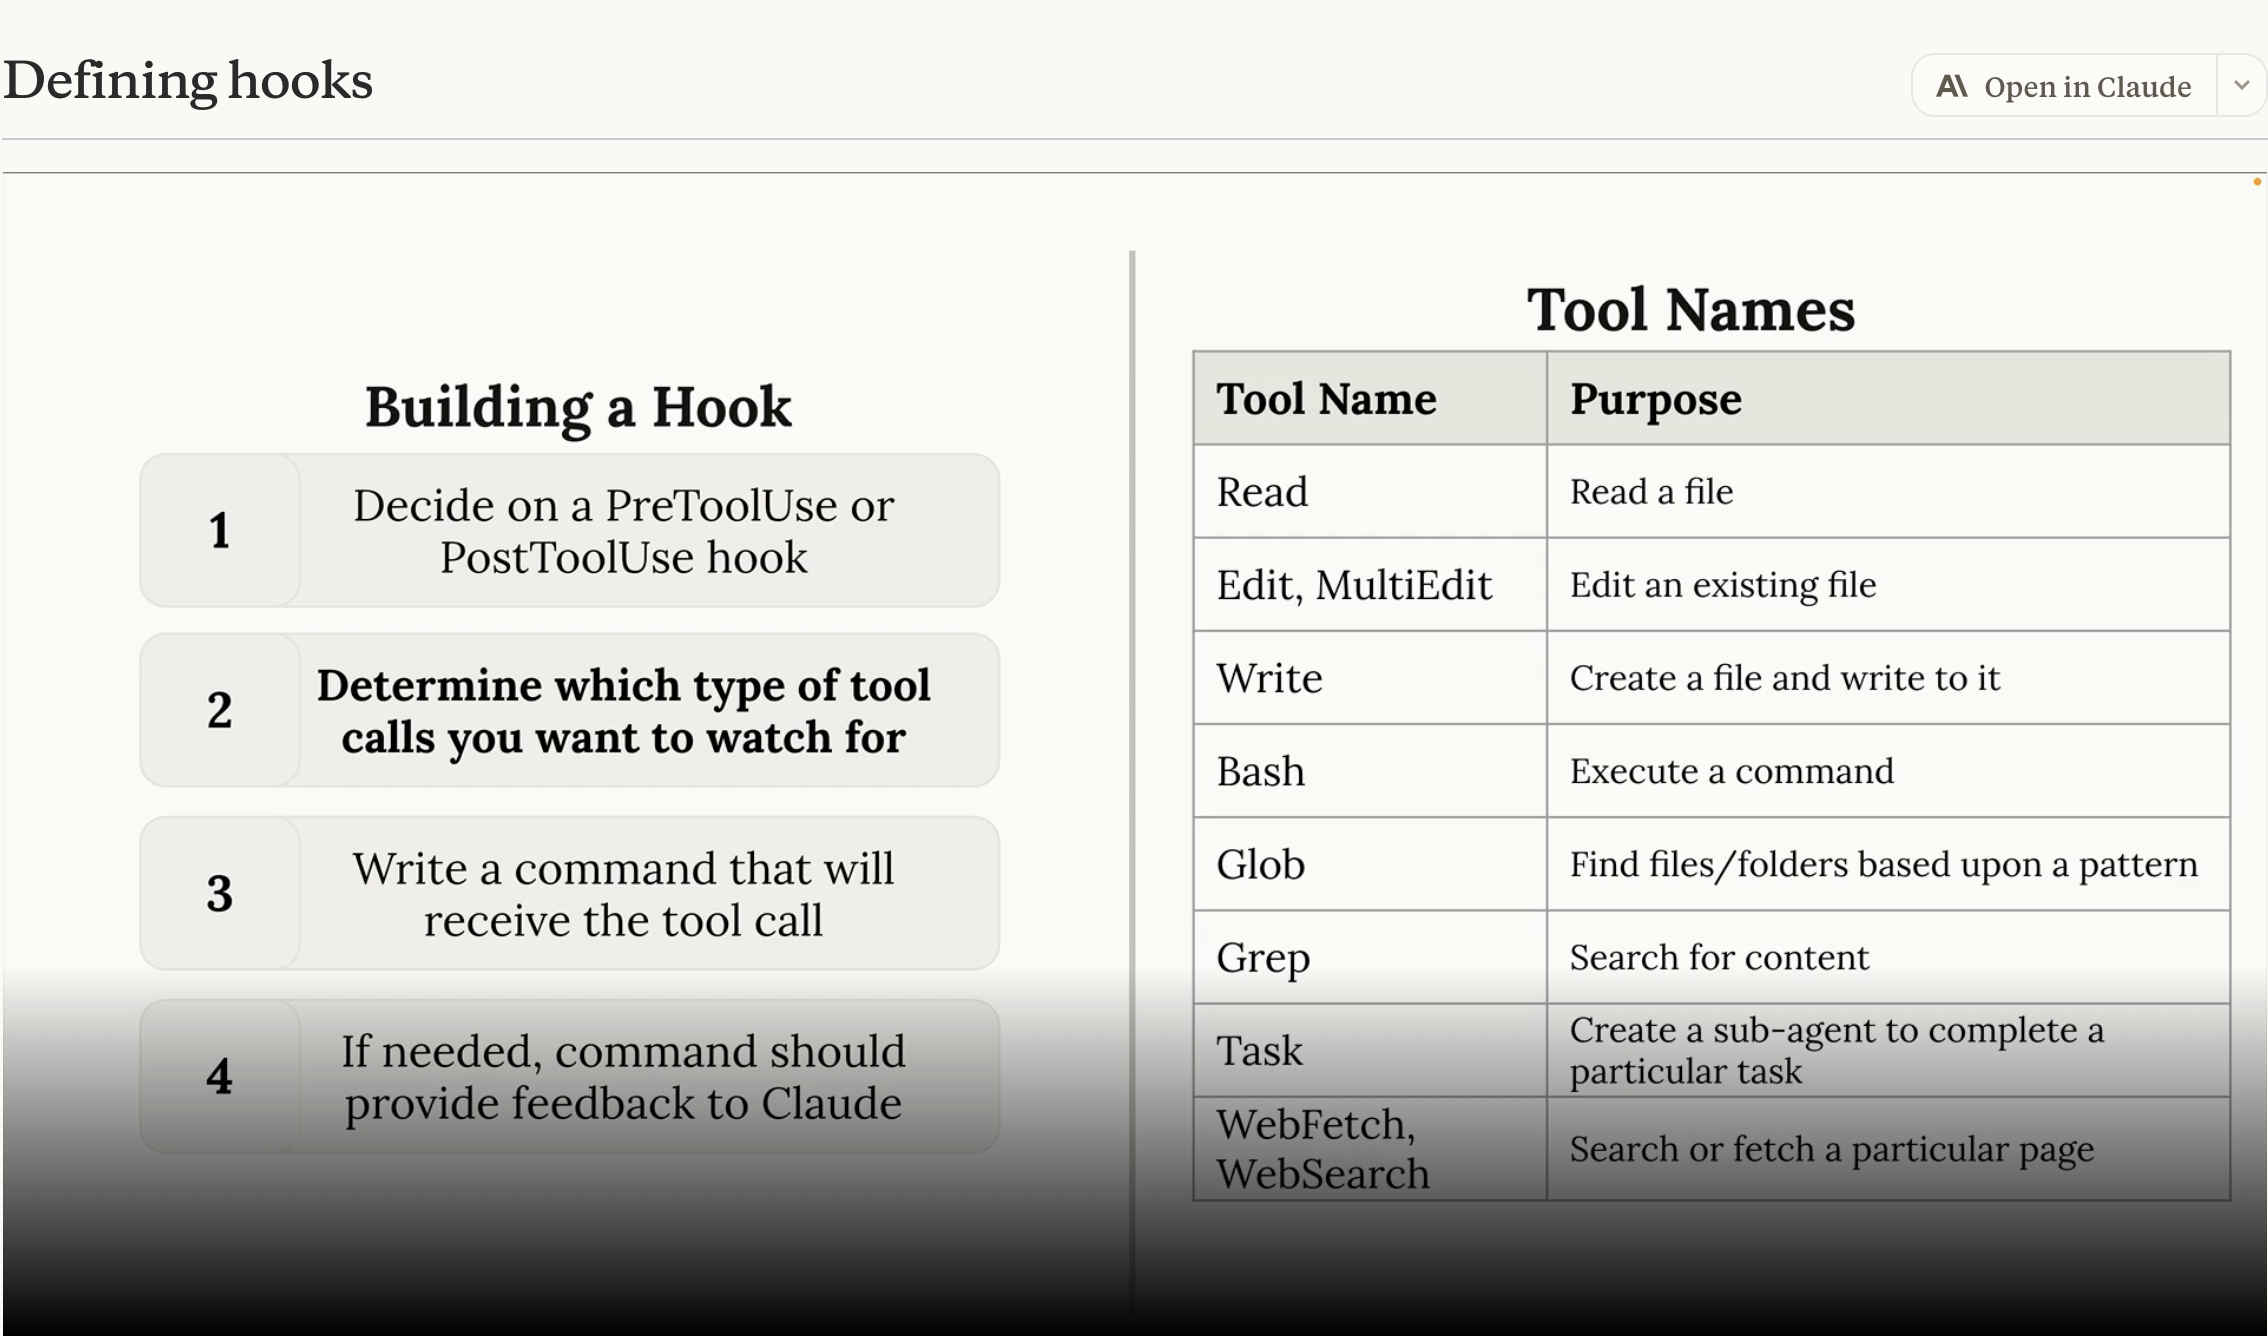 Defining hooks
Open in Claude
Building a Hook
1
Decide on a PreToolUse or
PostToolUse hook
2
Determine which type of tool
calls you want to watch for
3
Write a command that will
receive the tool call
4
If needed, command should
provide feedback to Claude
Tool Names
Tool Name Purpose
Read Read a file
Edit, MultiEdit Edit an existing file
Write Create a file and write to it
Bash Execute a command
Glob Find files/folders based upon a pattern
Grep Search for content
Task
Create a sub-agent to complete a
particular task
WebFetch,
WebSearch
Search or fetch a particular page